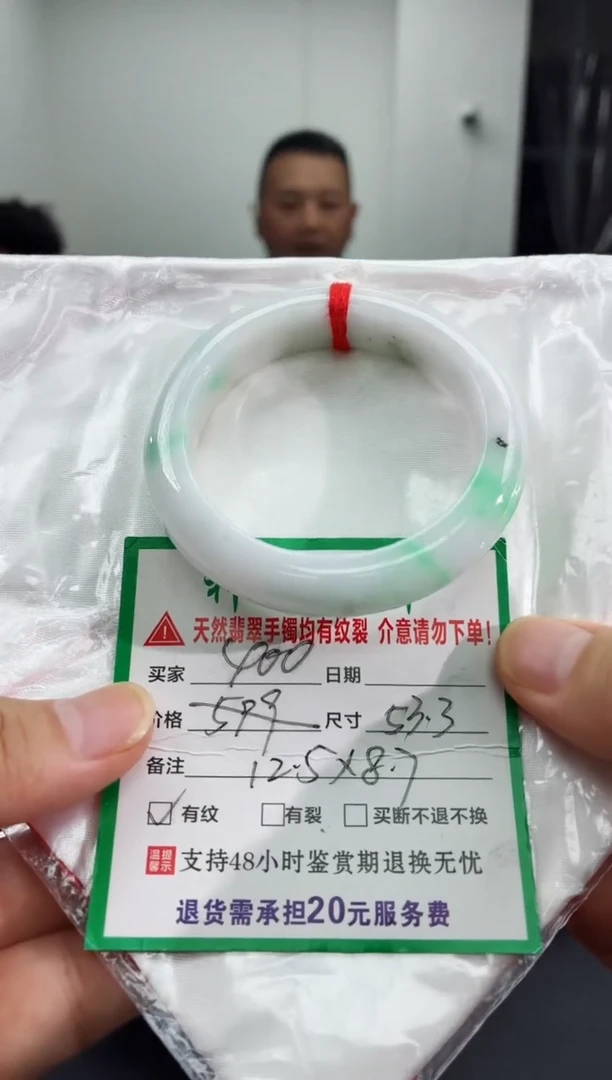 天然翡翠手镯均有纹裂 介意请勿下单!
买家 400 日期
价格 599 尺寸 53.3
备注 12.5×8.7
☑有纹 □有裂 □买断不退不换
温馨提示 支持48小时鉴赏期退换无忧
退货需承担20元服务费